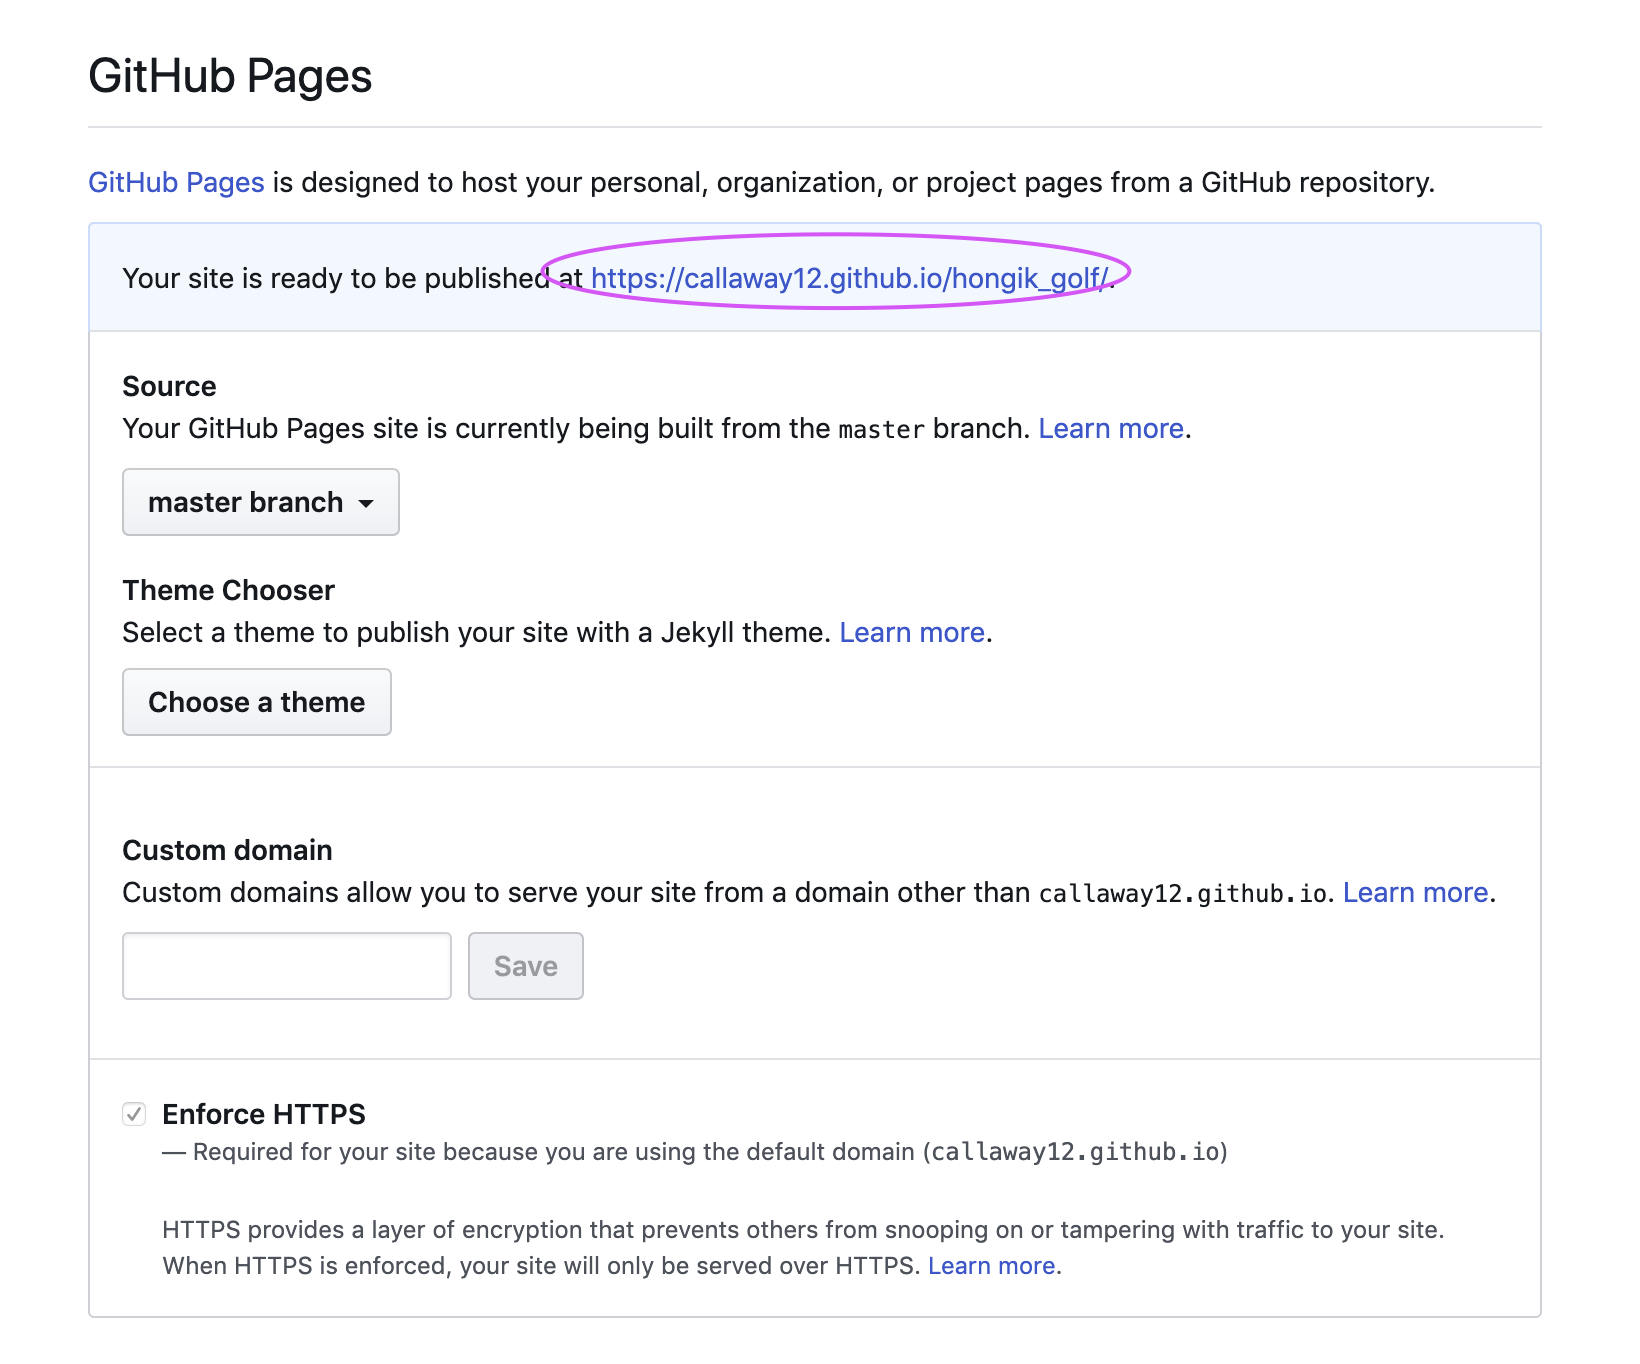 GitHub Pages
GitHub Pages is designed to host your personal, organization, or project pages from a GitHub repository.
Your site is ready to be published at https://callaway12.github.io/hongik_golf/.
Source
Your GitHub Pages site is currently being built from the master branch. Learn more.
master branch
Theme Chooser
Select a theme to publish your site with a Jekyll theme. Learn more.
Choose a theme
Custom domain
Custom domains allow you to serve your site from a domain other than callaway12.github.io. Learn more.
Save
Enforce HTTPS
— Required for your site because you are using the default domain (callaway12.github.io)
HTTPS provides a layer of encryption that prevents others from snooping on or tampering with traffic to your site.
When HTTPS is enforced, your site will only be served over HTTPS. Learn more.